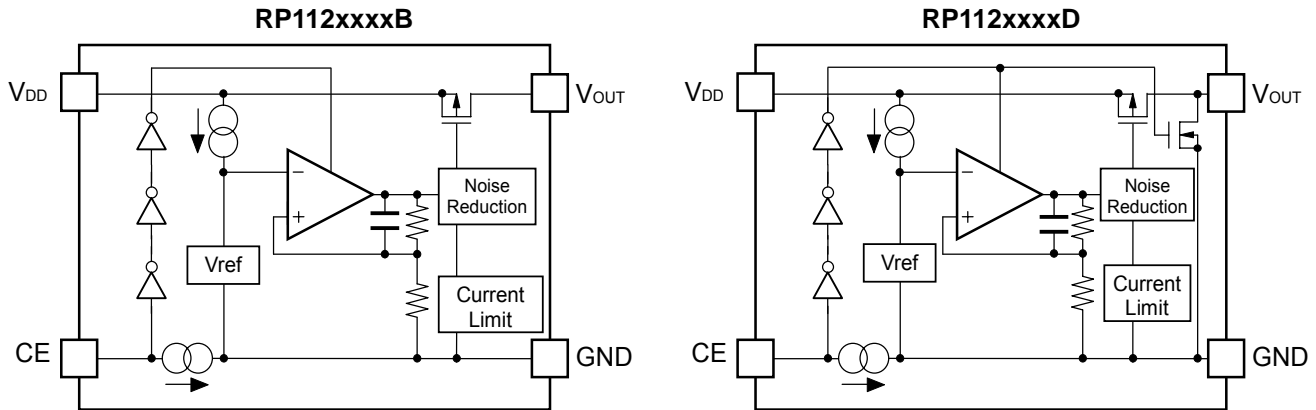 RP112xxxxB
VDD
VOUT
−
+
Noise
Reduction
Vref
Current
Limit
CE
GND
RP112xxxxD
VDD
VOUT
−
+
Noise
Reduction
Vref
Current
Limit
CE
GND